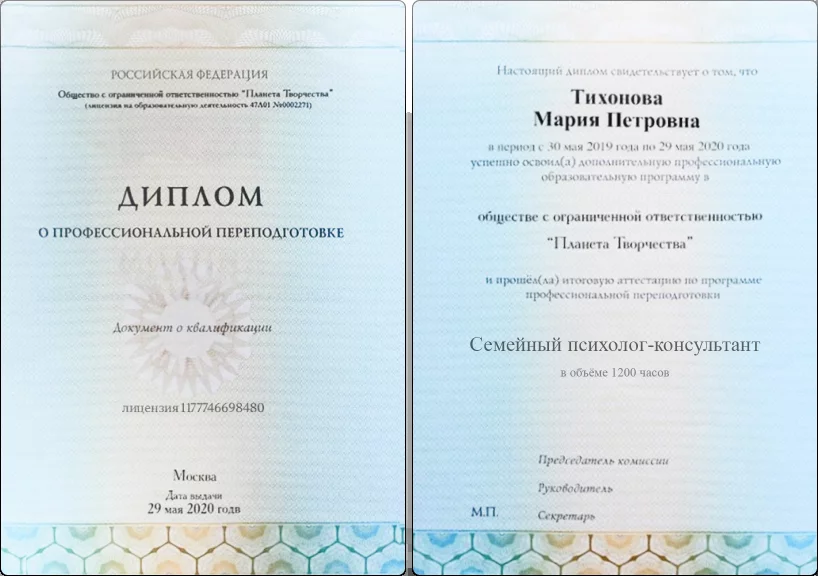 РОССИЙСКАЯ ФЕДЕРАЦИЯ
Общество с ограниченной ответственностью "Планета Творчества"
(лицензия на образовательную деятельность 47Л01 №0002271)
ДИПЛОМ
О ПРОФЕССИОНАЛЬНОЙ ПЕРЕПОДГОТОВКЕ
Документ о квалификации
лицензия 1177746698480
Москва
Дата выдачи
29 мая 2020 годв
Настоящий диплом свидетельствует о том, что
Тихонова
Мария Петровна
в период с 30 мая 2019 года по 29 мая 2020 года
успешно освоил(а) дополнительную профессиональную
образовательную программу в
обществе с ограниченной ответственностью
"Планета Творчества"
и прошёл(ла) итоговую аттестацию по программе
профессиональной переподготовки
Семейный психолог-консультант
в объёме 1200 часов
Председатель комиссии
Руководитель
М.П. Секретарь